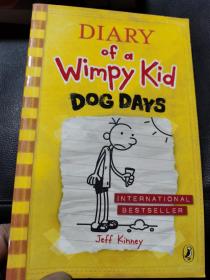 DIARY
of a
Wimpy Kid
DOG DAYS
INTERNATIONAL
BESTSELLER
Jeff Kinney